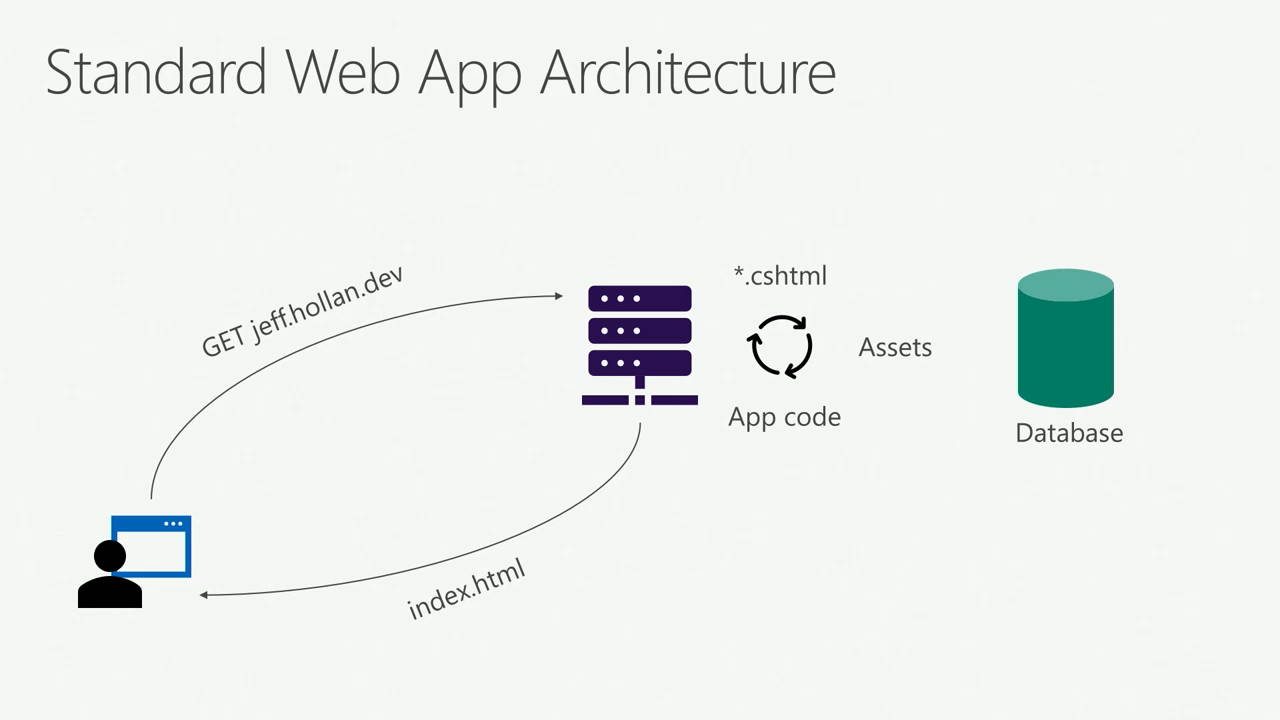 Standard Web App Architecture
GET jeff.hollan.dev
*.cshtml
Assets
App code
Database
index.html